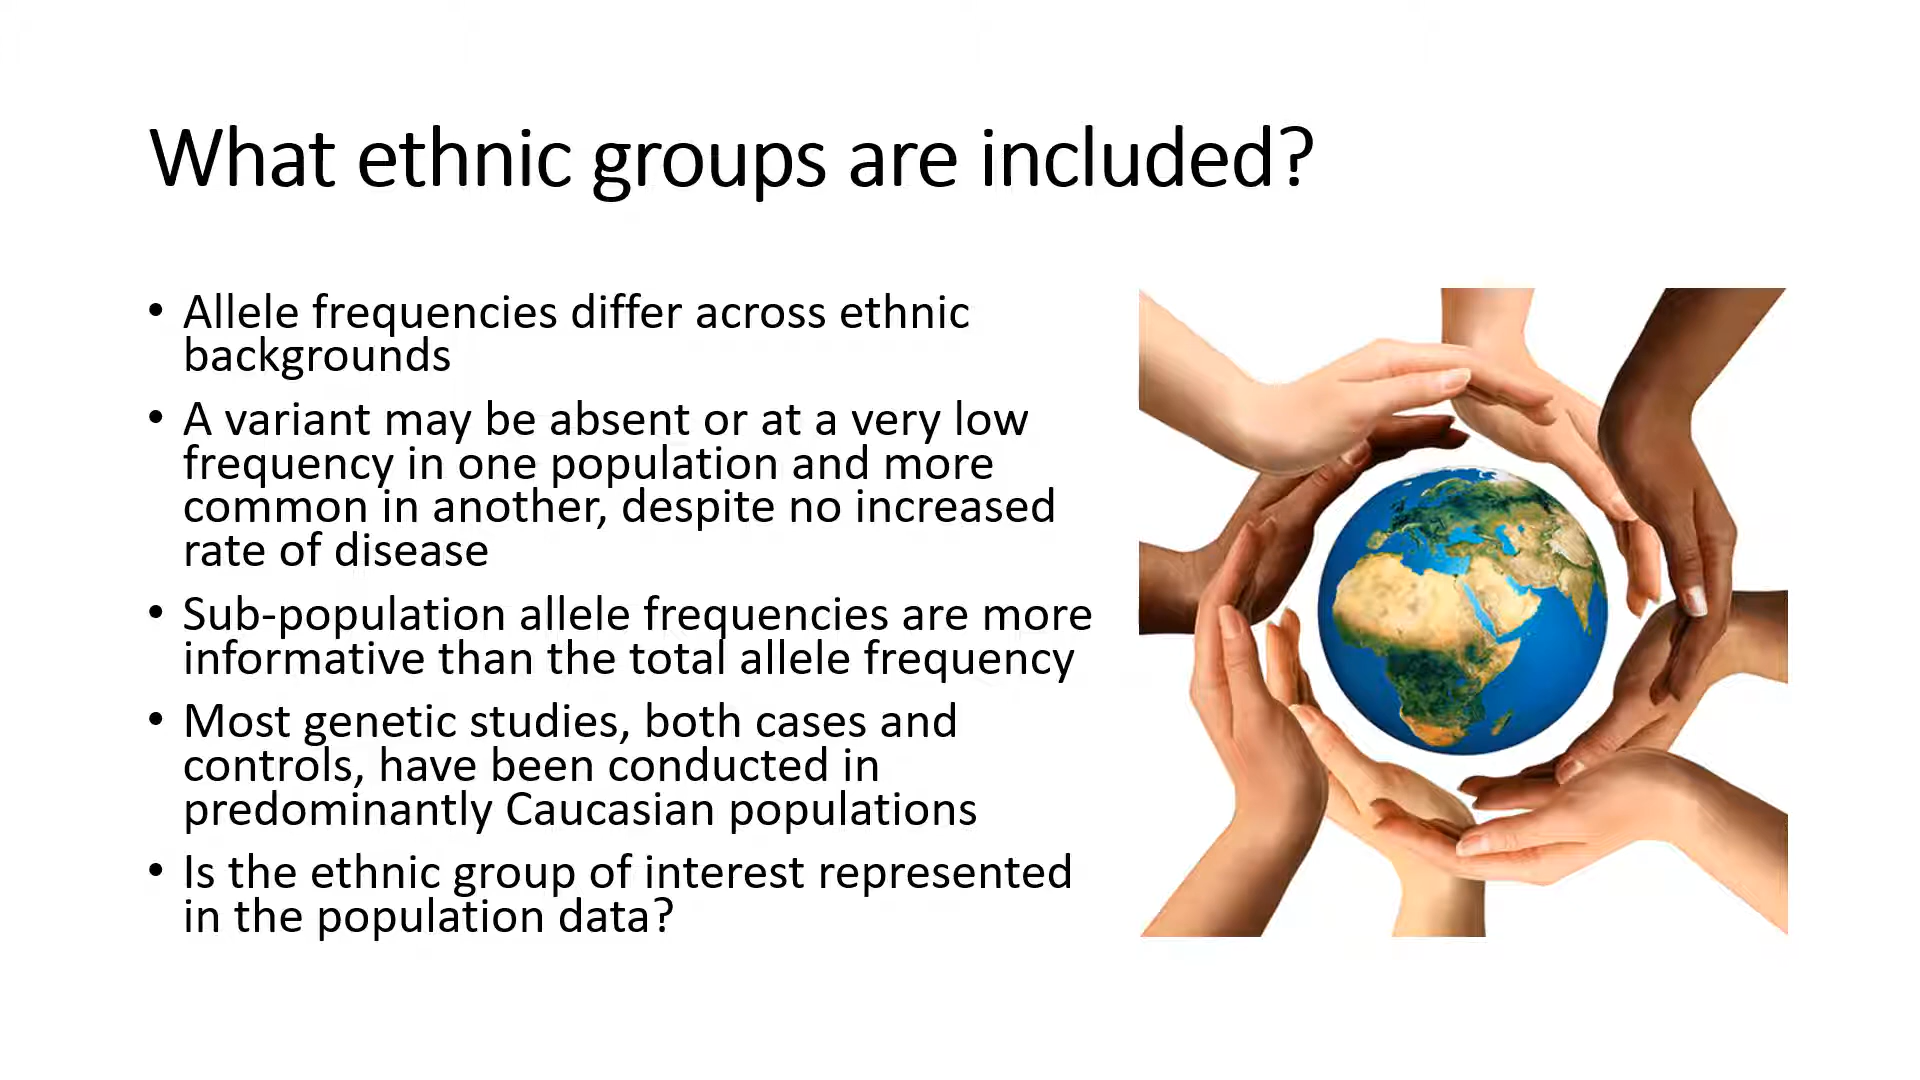 What ethnic groups are included?
• Allele frequencies differ across ethnic
backgrounds
• A variant may be absent or at a very low
frequency in one population and more
common in another, despite no increased
rate of disease
• Sub-population allele frequencies are more
informative than the total allele frequency
• Most genetic studies, both cases and
controls, have been conducted in
predominantly Caucasian populations
• Is the ethnic group of interest represented
in the population data?